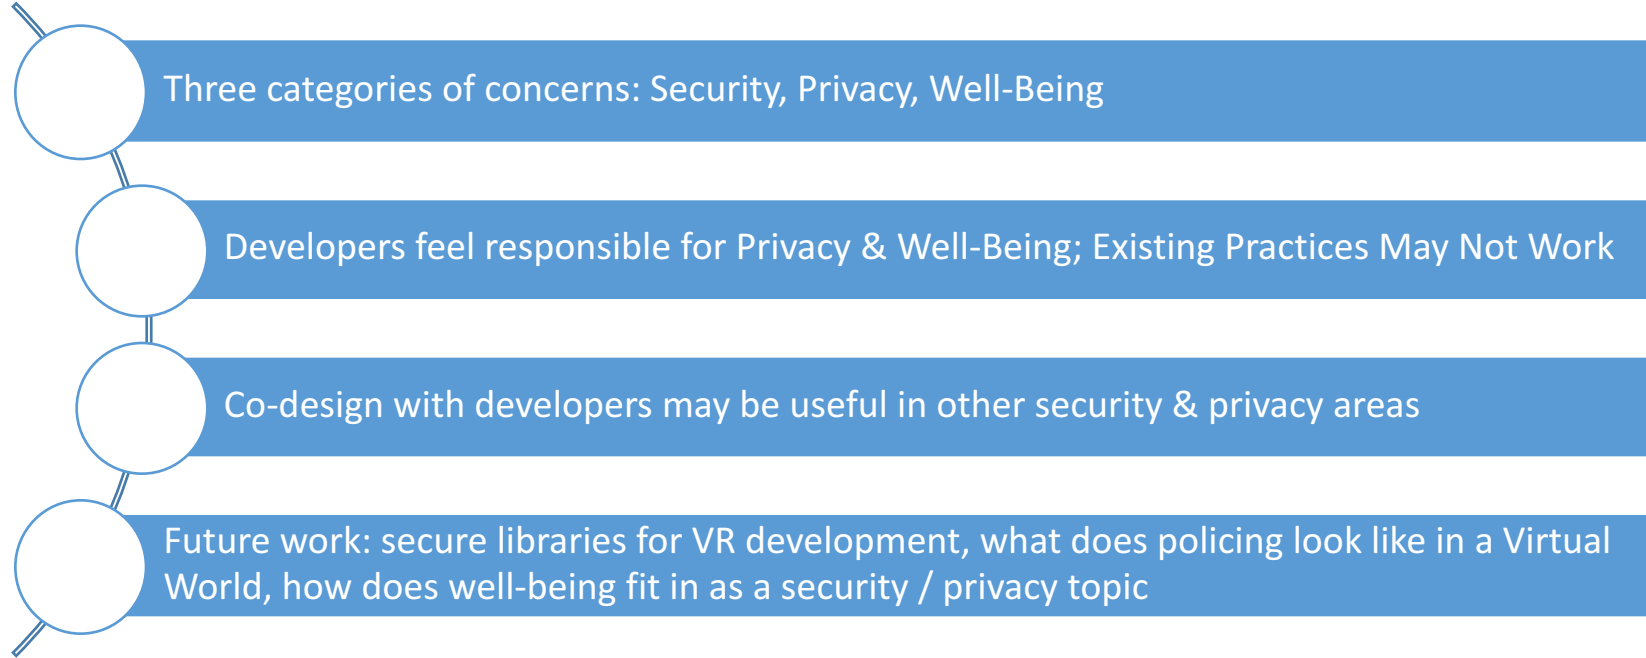 Three categories of concerns: Security, Privacy, Well-Being
Developers feel responsible for Privacy & Well-Being; Existing Practices May Not Work
Co-design with developers may be useful in other security & privacy areas
Future work: secure libraries for VR development, what does policing look like in a Virtual
World, how does well-being fit in as a security / privacy topic